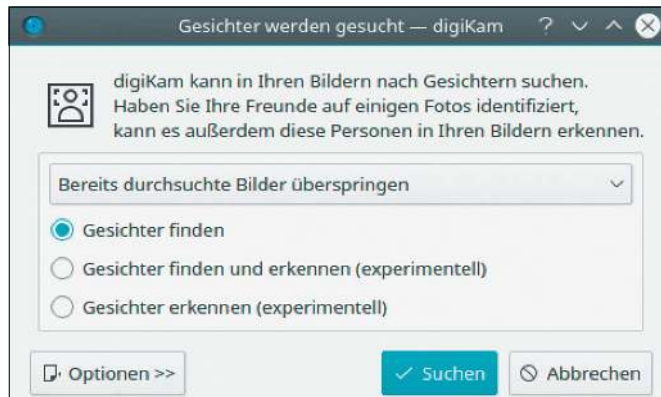 Gesichter werden gesucht — digiKam
digiKam kann in Ihren Bildern nach Gesichtern suchen.
Haben Sie Ihre Freunde auf einigen Fotos identifiziert,
kann es außerdem diese Personen in Ihren Bildern erkennen.
Bereits durchsuchte Bilder überspringen
Gesichter finden
Gesichter finden und erkennen (experimentell)
Gesichter erkennen (experimentell)
Optionen >> Suchen Abbrechen